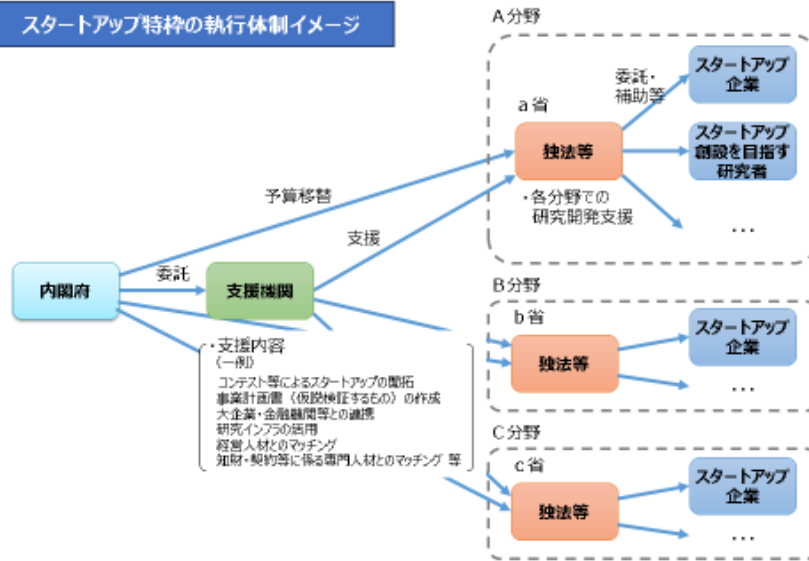 スタートアップ特枠の執行体制イメージ
A分野
a省
委託・
補助等
スタートアップ
企業
独法等
スタートアップ
創設を目指す
研究者
・各分野での
研究開発支援
…
予算移替
支援
内閣府
委託
支援機関
・支援内容
(一例)
コンテスト等によるスタートアップの開拓
事業計画書(仮説検証するもの)の作成
大企業・金融機関等との連携
研究インフラの活用
経営人材とのマッチング
知財・契約等に係る専門人材とのマッチング 等
B分野
b省
独法等
スタートアップ
企業
…
C分野
c省
独法等
スタートアップ
企業
…